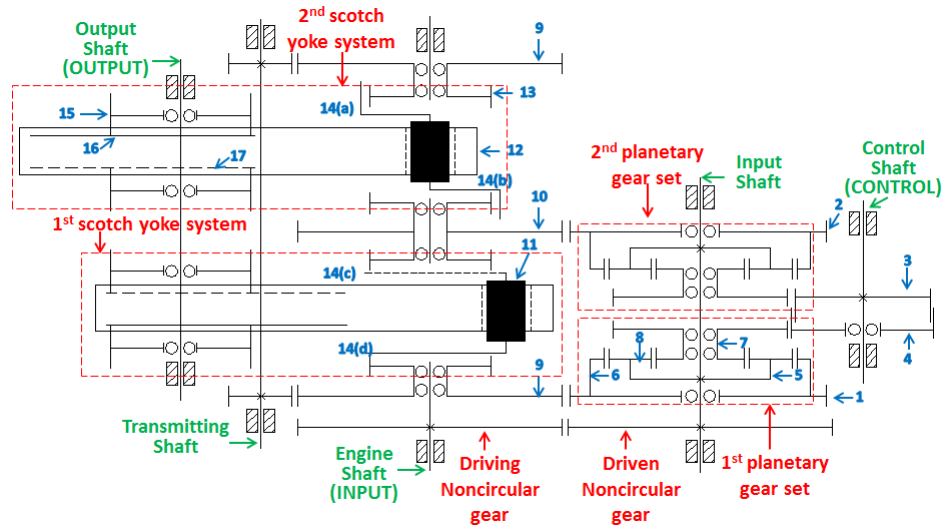 2nd scotch
yoke system
Output
Shaft
(OUTPUT)
9
15
14(a)
13
16
17
12
2nd planetary
gear set
Input
Shaft
Control
Shaft
(CONTROL)
14(b)
1st scotch yoke system
10
2
11
3
14(c)
14(d)
8
7
4
9
6
5
1
Transmitting
Shaft
Engine
Shaft
(INPUT)
Driving
Noncircular
gear
Driven
Noncircular
gear
1st planetary
gear set